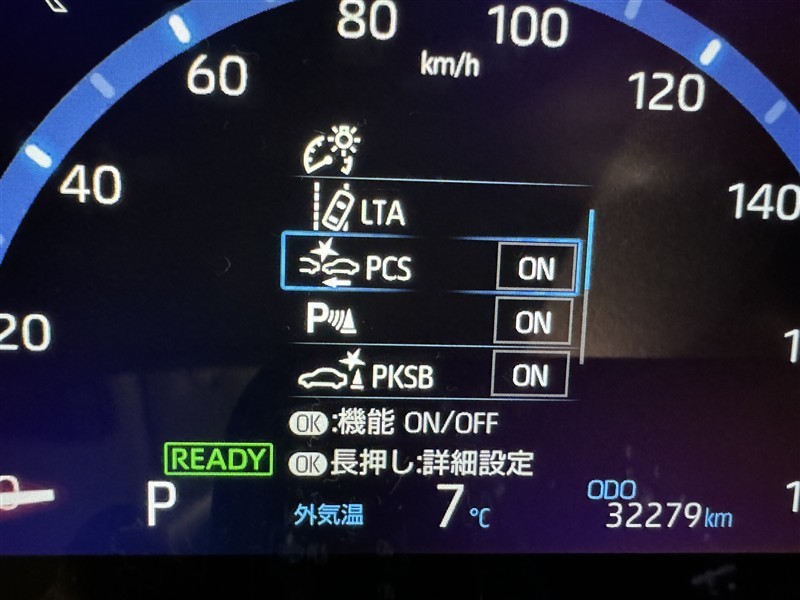 80
100
km/h
60
120
40
140
LTA
PCS ON
20
P ON
PKSB ON
OK:機能 ON/OFF
READY
OK長押し:詳細設定
P
外気温 7℃
ODO
32279km